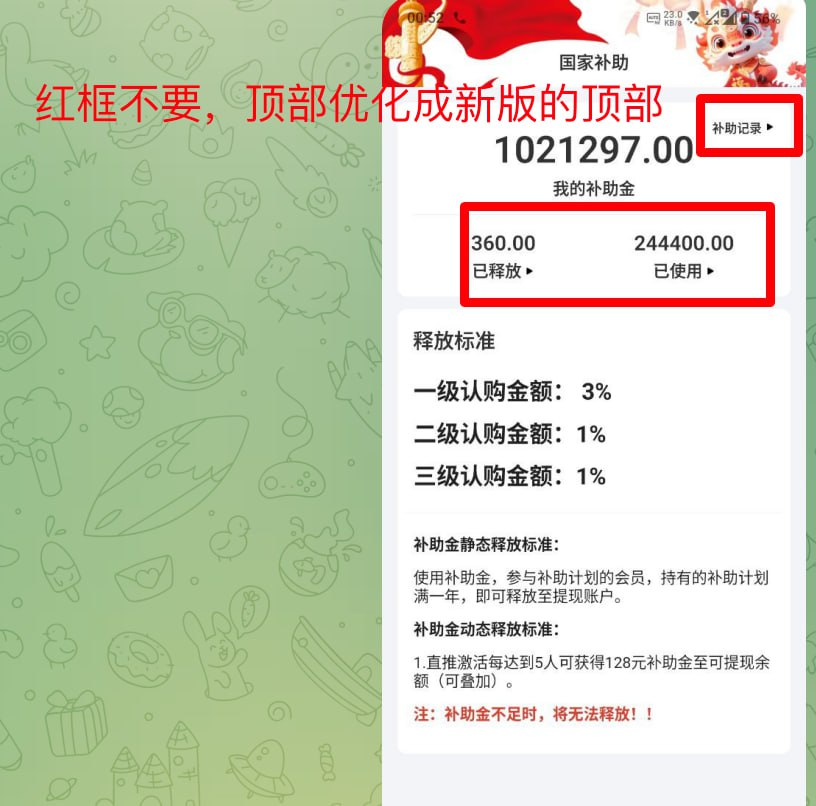 00:52
23.0 KB/s
56%
国家补助
红框不要，顶部优化成新版的顶部
补助记录
1021297.00
我的补助金
360.00
244400.00
已释放
已使用
释放标准
一级认购金额： 3%
二级认购金额：1%
三级认购金额：1%
补助金静态释放标准：
使用补助金，参与补助计划的会员，持有的补助计划
满一年，即可释放至提现账户。
补助金动态释放标准：
1.直推激活每达到5人可获得128元补助金至可提现余
额（可叠加）。
注：补助金不足时，将无法释放！！